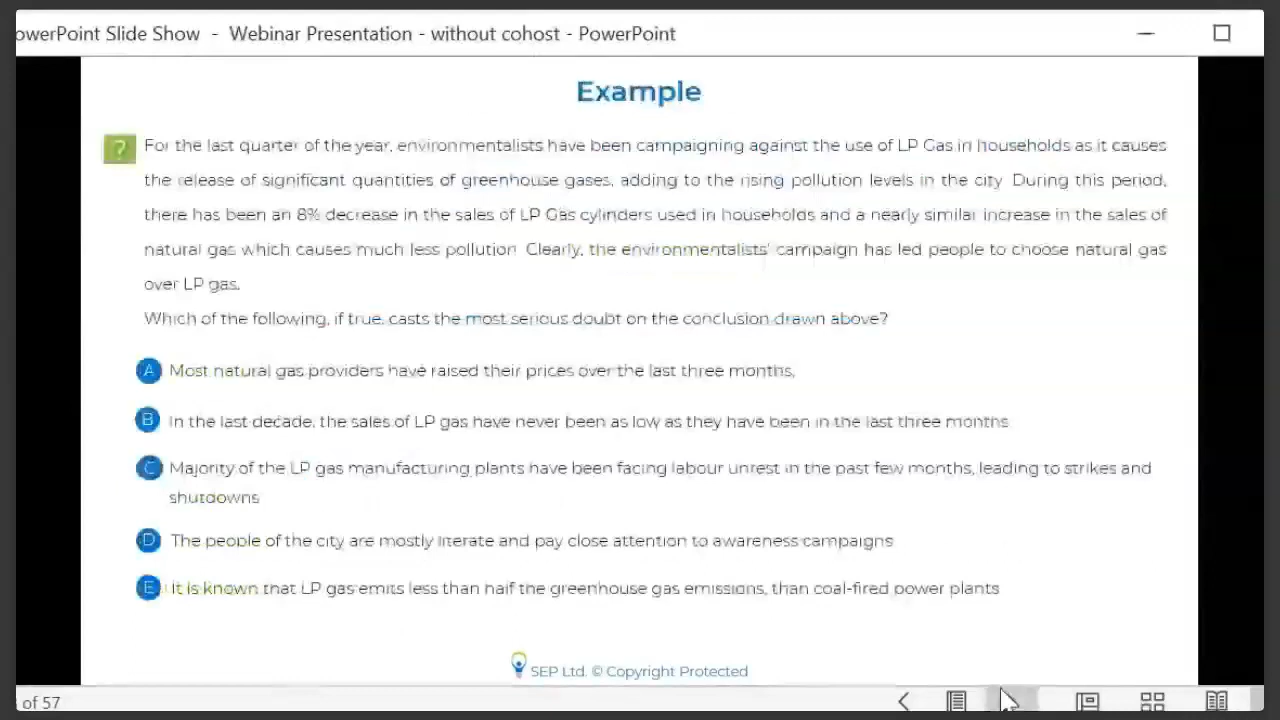 owerPoint Slide Show - Webinar Presentation - without cohost - PowerPoint
Example
? For the last quarter of the year, environmentalists have been campaigning against the use of LP Gas in households as it causes
the release of significant quantities of greenhouse gases, adding to the rising pollution levels in the city. During this period,
there has been an 8% decrease in the sales of LP Gas cylinders used in households and a nearly similar increase in the sales of
natural gas which causes much less pollution. Clearly, the environmentalists' campaign has led people to choose natural gas
over LP gas.
Which of the following, if true, casts the most serious doubt on the conclusion drawn above?
A Most natural gas providers have raised their prices over the last three months.
B In the last decade, the sales of LP gas have never been as low as they have been in the last three months
C Majority of the LP gas manufacturing plants have been facing labour unrest in the past few months, leading to strikes and
shutdowns
D The people of the city are mostly literate and pay close attention to awareness campaigns
E It is known that LP gas emits less than half the greenhouse gas emissions, than coal-fired power plants
SEP Ltd. © Copyright Protected
of 57